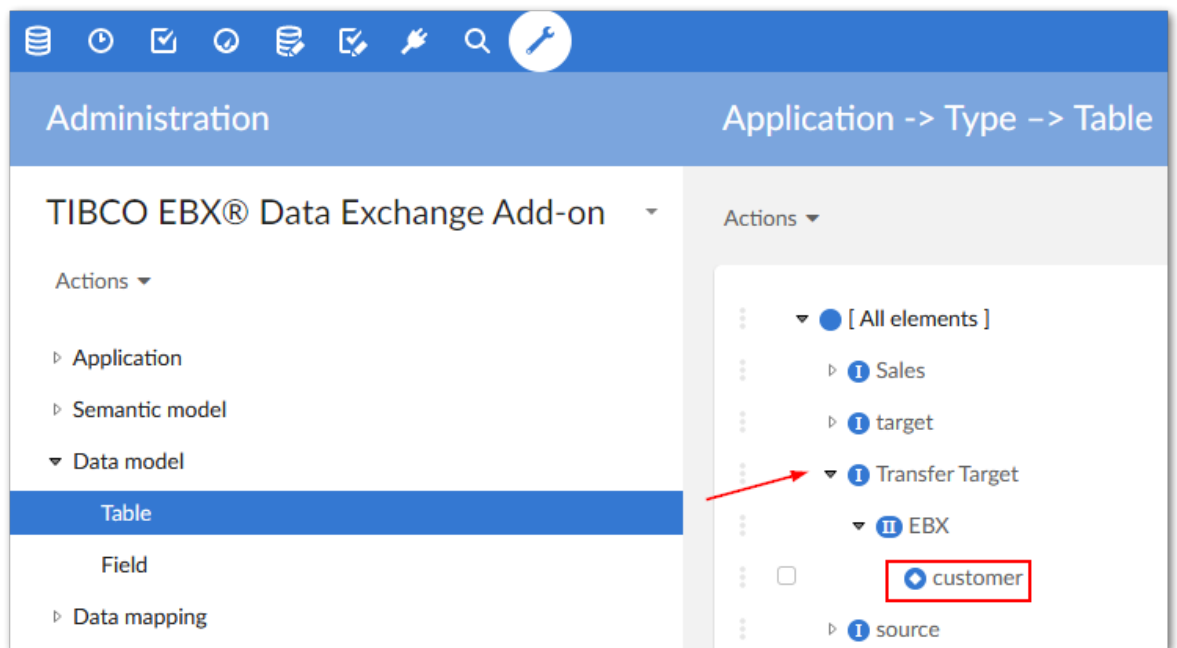 Administration
Application -> Type –> Table
TIBCO EBX® Data Exchange Add-on
Actions
Application
Semantic model
Data model
Table
Field
Data mapping
Actions
[ All elements ]
I Sales
I target
I Transfer Target
II EBX
customer
I source